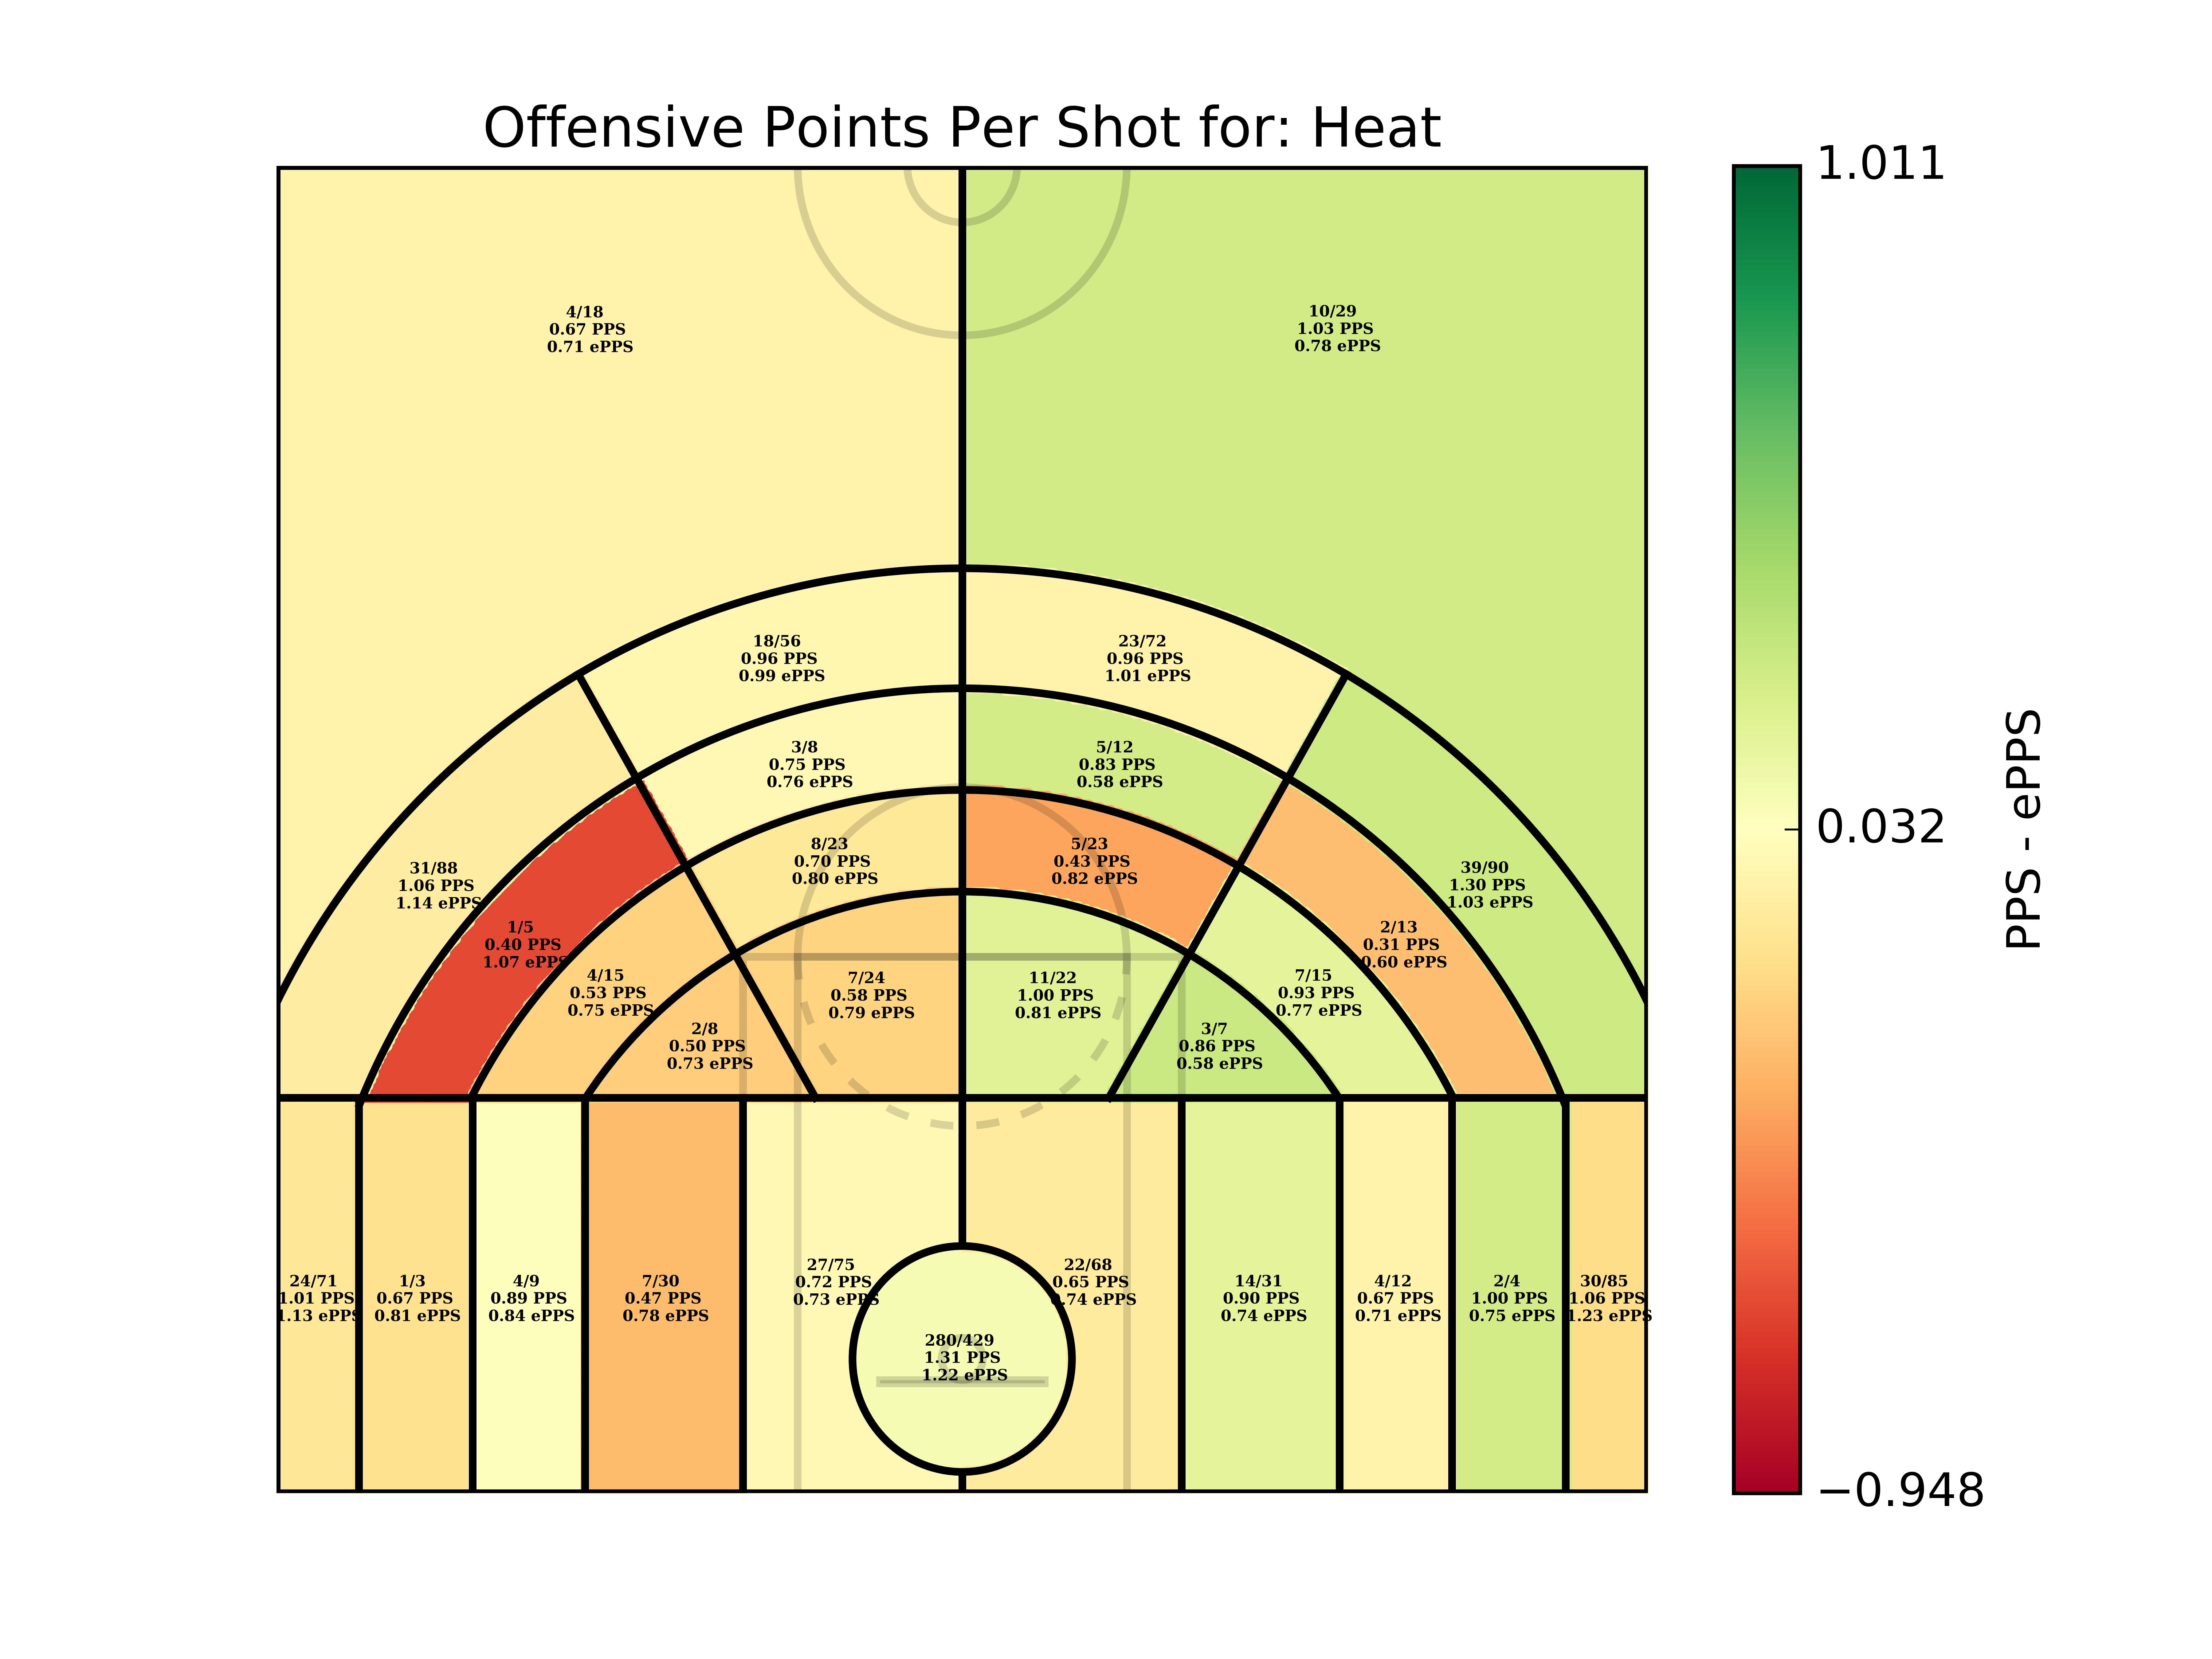 Offensive Points Per Shot for: Heat
1.011
4/18
0.67 PPS
0.71 ePPS
10/29
1.03 PPS
0.78 ePPS
18/56
0.96 PPS
0.99 ePPS
23/72
0.96 PPS
1.01 ePPS
3/8
0.75 PPS
0.76 ePPS
5/12
0.83 PPS
0.58 ePPS
PPS - ePPS
0.032
8/23
0.70 PPS
0.80 ePPS
5/23
0.43 PPS
0.82 ePPS
31/88
1.06 PPS
1.14 ePPS
39/90
1.30 PPS
1.03 ePPS
1/5
0.40 PPS
1.07 ePPS
2/13
0.31 PPS
0.60 ePPS
4/15
0.53 PPS
0.75 ePPS
7/24
0.58 PPS
0.79 ePPS
11/22
1.00 PPS
0.81 ePPS
7/15
0.93 PPS
0.77 ePPS
2/8
0.50 PPS
0.73 ePPS
3/7
0.86 PPS
0.58 ePPS
24/71
1.01 PPS
1.13 ePPS
1/3
0.67 PPS
0.81 ePPS
4/9
0.89 PPS
0.84 ePPS
7/30
0.47 PPS
0.78 ePPS
27/75
0.72 PPS
0.73 ePPS
22/68
0.65 PPS
0.74 ePPS
14/31
0.90 PPS
0.74 ePPS
4/12
0.67 PPS
0.71 ePPS
2/4
1.00 PPS
0.75 ePPS
30/85
1.06 PPS
1.23 ePPS
280/429
1.31 PPS
1.22 ePPS
−0.948